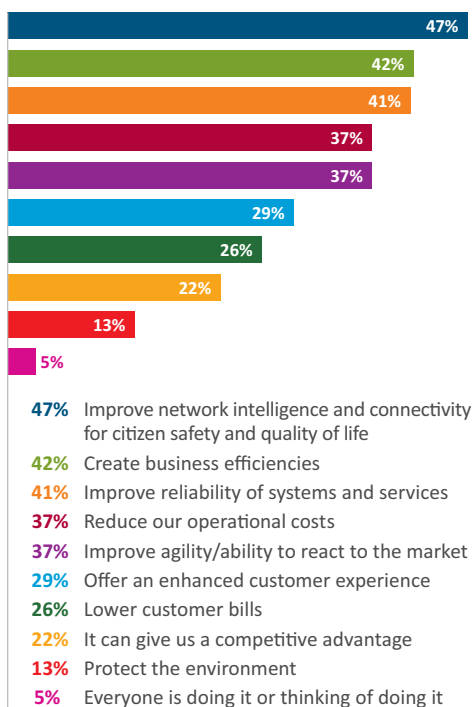 47%
42%
41%
37%
37%
29%
26%
22%
13%
5%
47% Improve network intelligence and connectivity
for citizen safety and quality of life
42% Create business efficiencies
41% Improve reliability of systems and services
37% Reduce our operational costs
37% Improve agility/ability to react to the market
29% Offer an enhanced customer experience
26% Lower customer bills
22% It can give us a competitive advantage
13% Protect the environment
5% Everyone is doing it or thinking of doing it